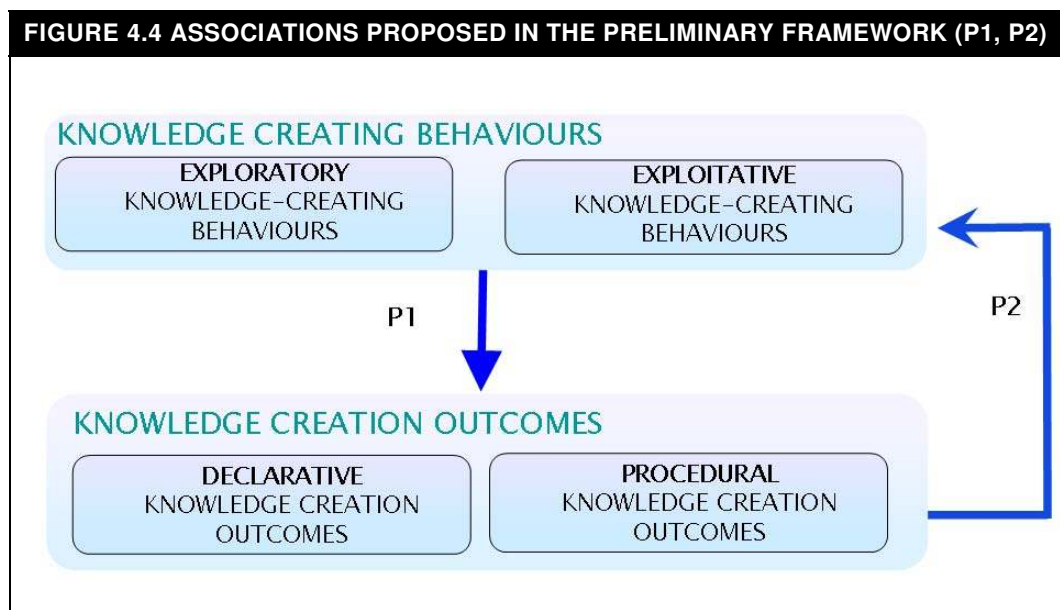 FIGURE 4.4 ASSOCIATIONS PROPOSED IN THE PRELIMINARY FRAMEWORK (P1, P2)
KNOWLEDGE CREATING BEHAVIOURS
EXPLORATORY
KNOWLEDGE-CREATING
BEHAVIOURS
EXPLOITATIVE
KNOWLEDGE-CREATING
BEHAVIOURS
P1
P2
KNOWLEDGE CREATION OUTCOMES
DECLARATIVE
KNOWLEDGE CREATION
OUTCOMES
PROCEDURAL
KNOWLEDGE CREATION
OUTCOMES